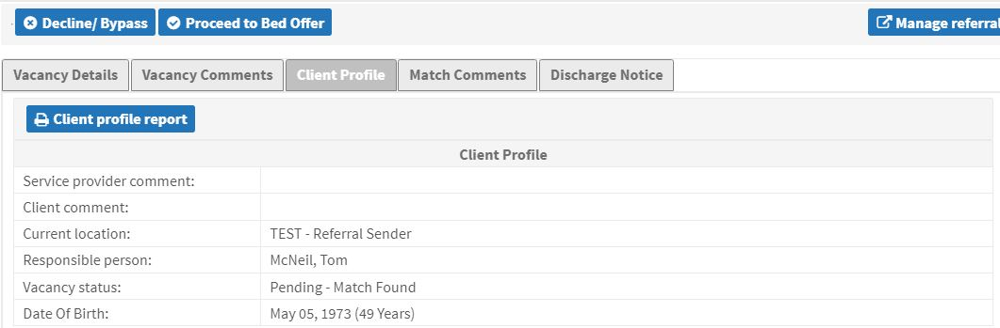 Decline/ Bypass Proceed to Bed Offer Manage referral
Vacancy Details Vacancy Comments Client Profile Match Comments Discharge Notice
Client profile report
Client Profile
Service provider comment:
Client comment:
Current location: TEST - Referral Sender
Responsible person: McNeil, Tom
Vacancy status: Pending - Match Found
Date Of Birth: May 05, 1973 (49 Years)